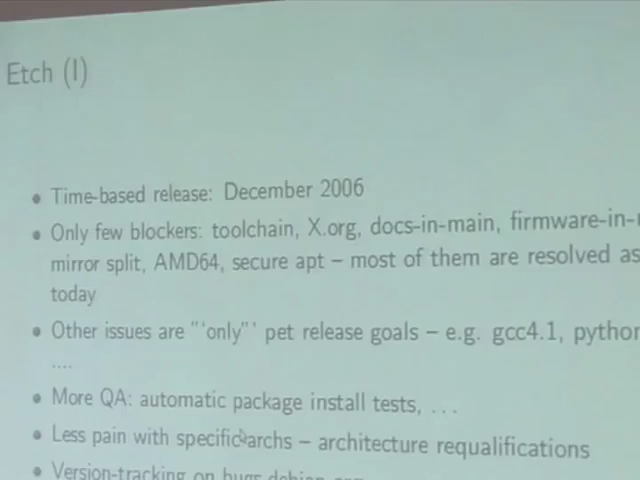 Etch (I)
• Time-based release: December 2006
• Only few blockers: toolchain, X.org, docs-in-main, firmware-in-
mirror split, AMD64, secure apt – most of them are resolved as
today
• Other issues are "'only"' pet release goals – e.g. gcc4.1, python
....
• More QA: automatic package install tests, ...
• Less pain with specific archs – architecture requalifications
• Version-tracking on bugs.debian.org